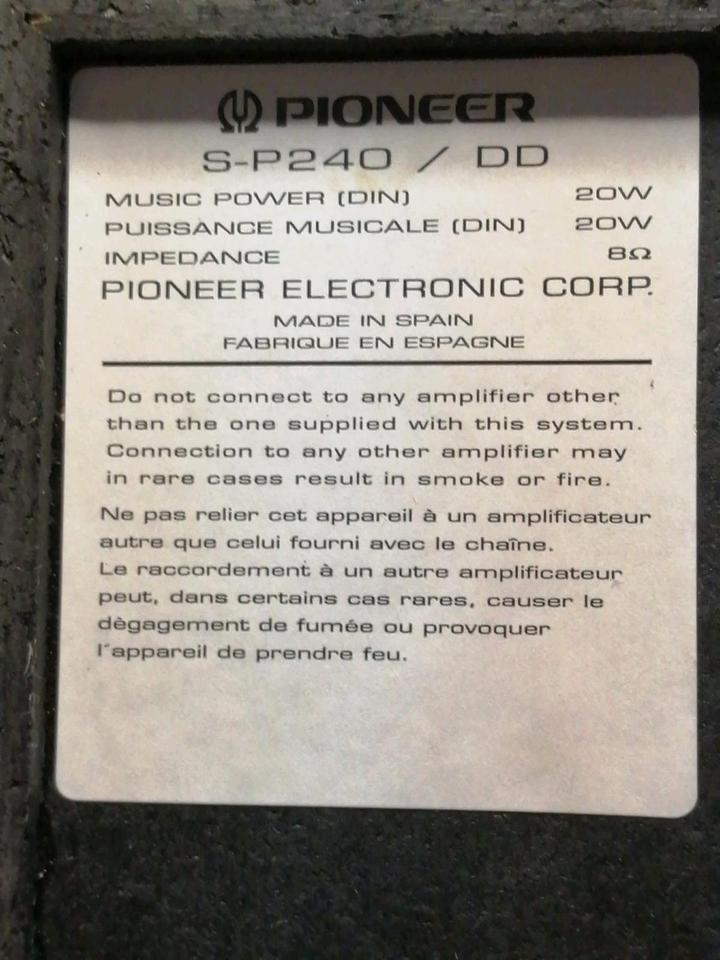 PIONEER
S-P240 / DD
MUSIC POWER (DIN) 20W
PUISSANCE MUSICALE (DIN) 20W
IMPEDANCE 8Ω
PIONEER ELECTRONIC CORP.
MADE IN SPAIN
FABRIQUE EN ESPAGNE
Do not connect to any amplifier other
than the one supplied with this system.
Connection to any other amplifier may
in rare cases result in smoke or fire.
Ne pas relier cet appareil à un amplificateur
autre que celui fourni avec le chaîne.
Le raccordement à un autre amplificateur
peut, dans certains cas rares, causer le
dègagement de fumée ou provoquer
l'appareil de prendre feu.